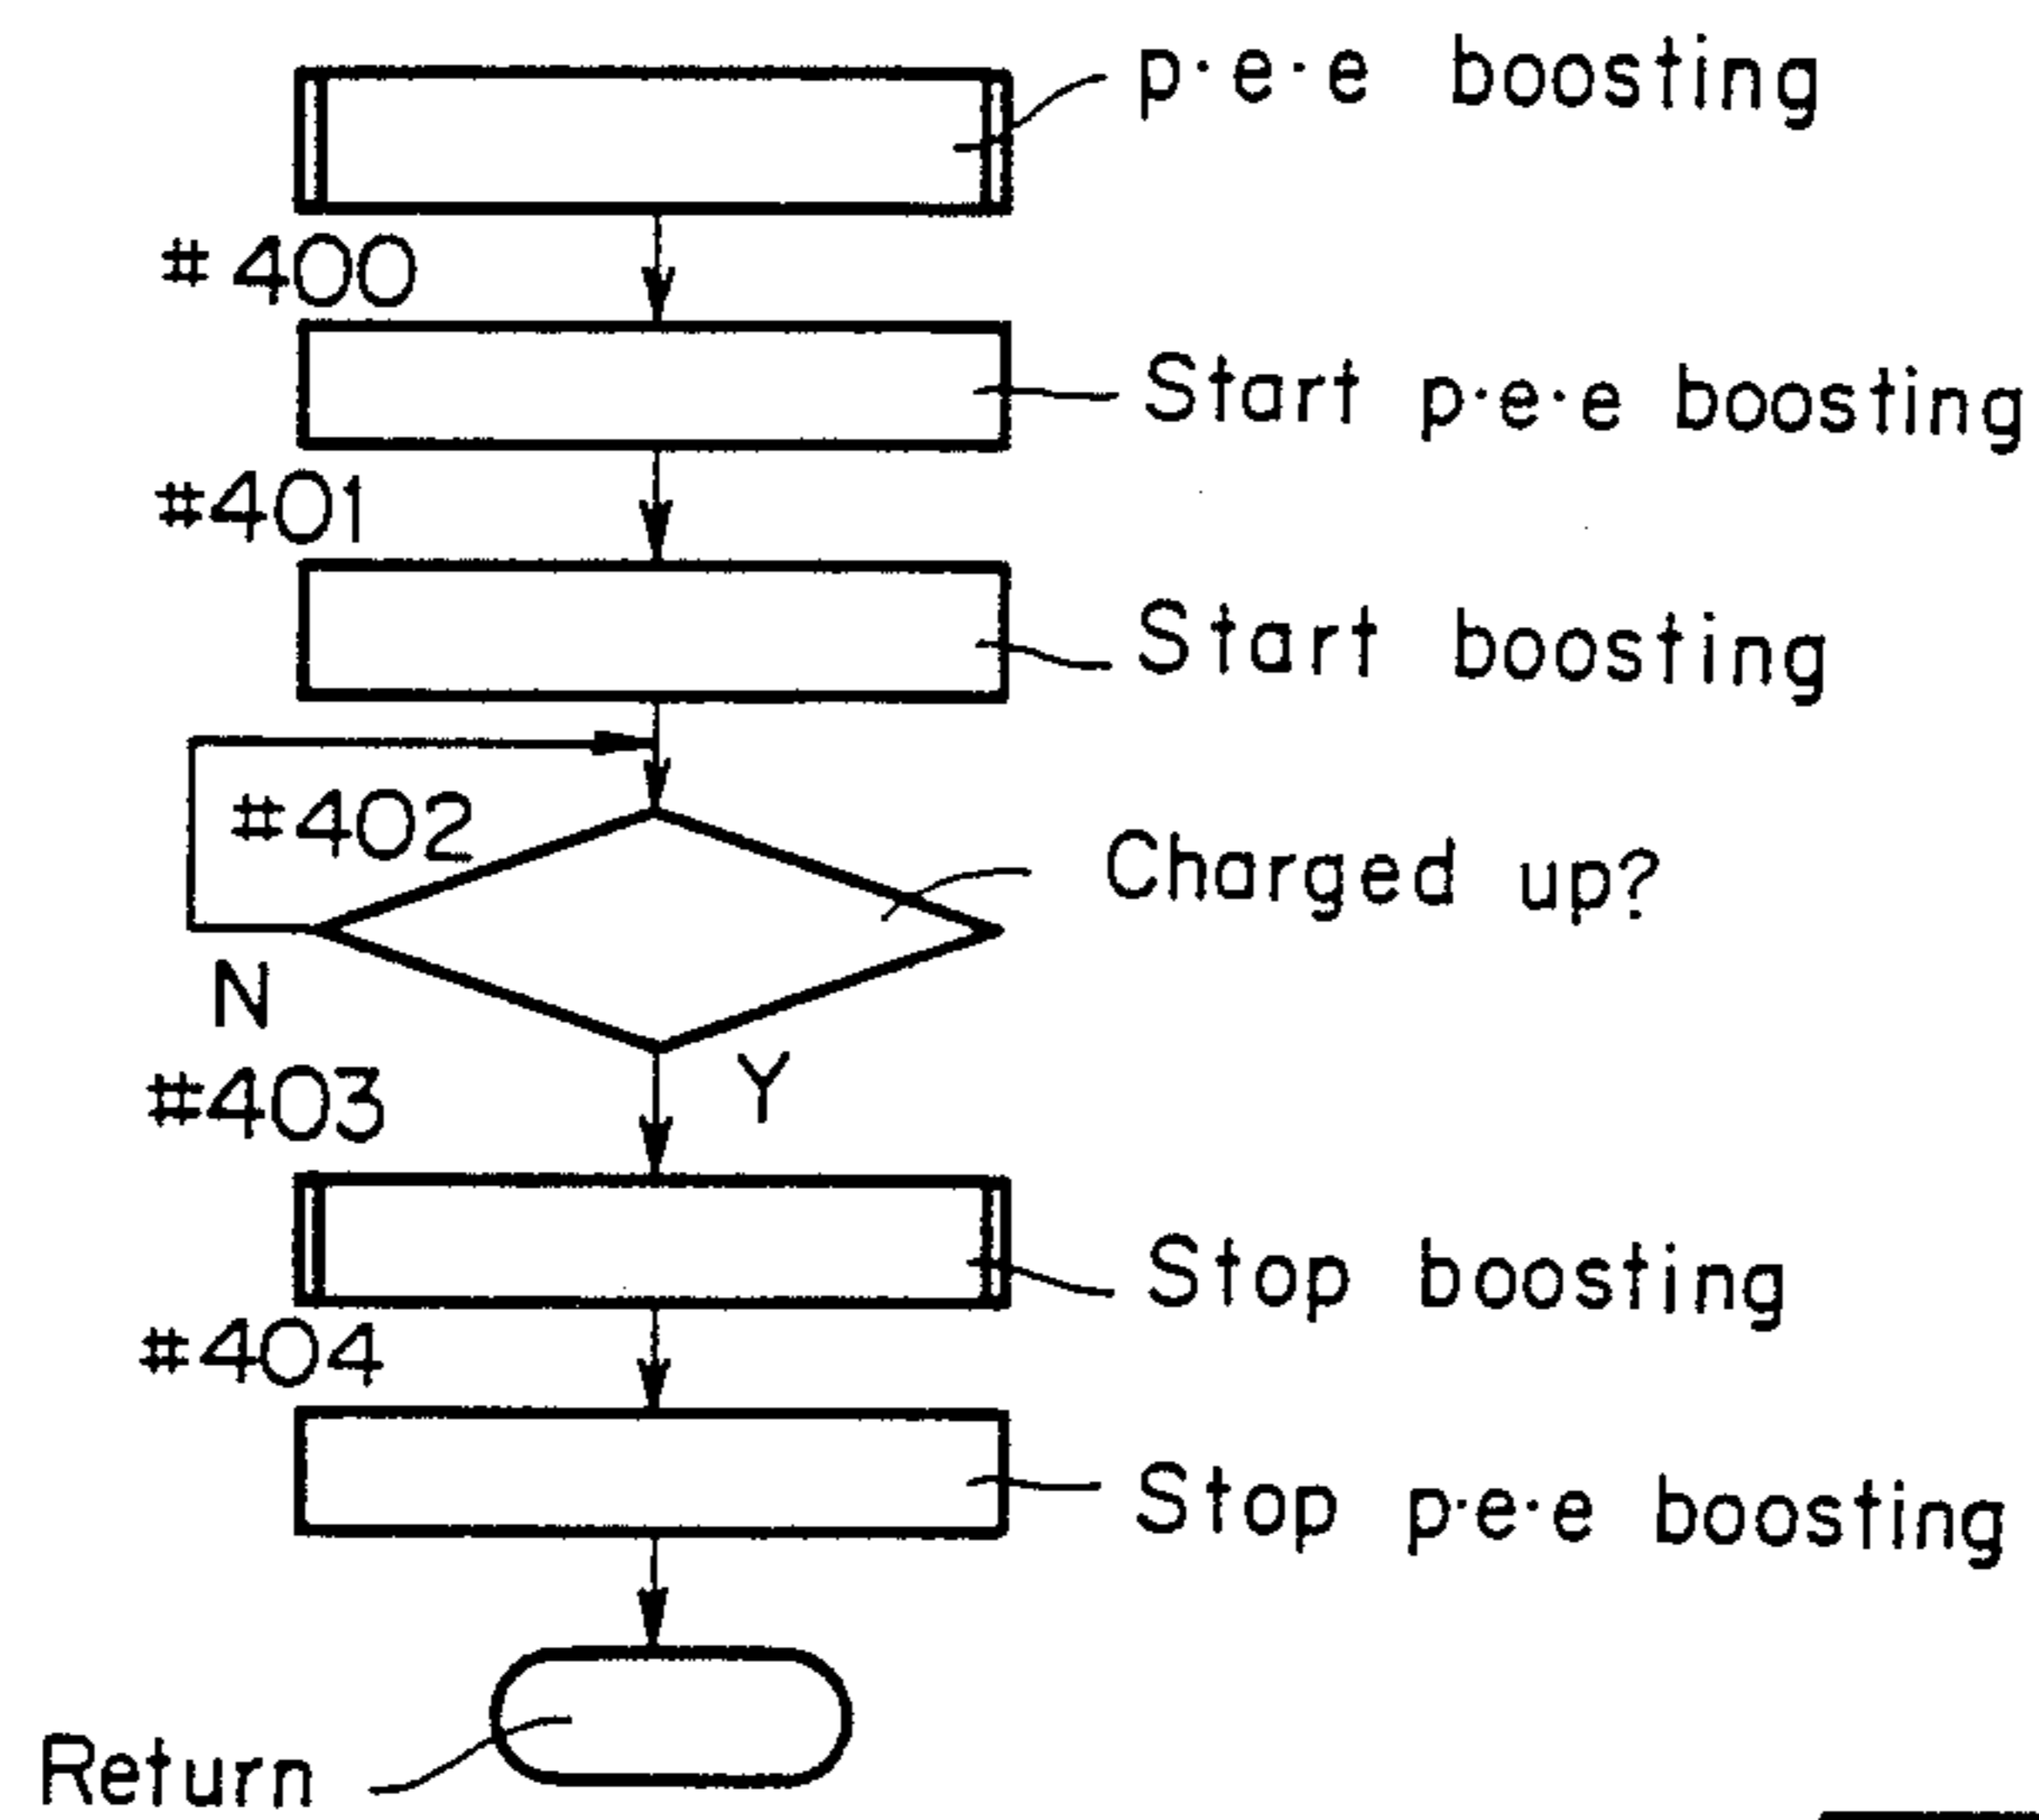 p·e·e boosting
#400
Start p·e·e boosting
#401
Start boosting
#402
Charged up?
N
Y
#403
Stop boosting
#404
Stop p·e·e boosting
Return